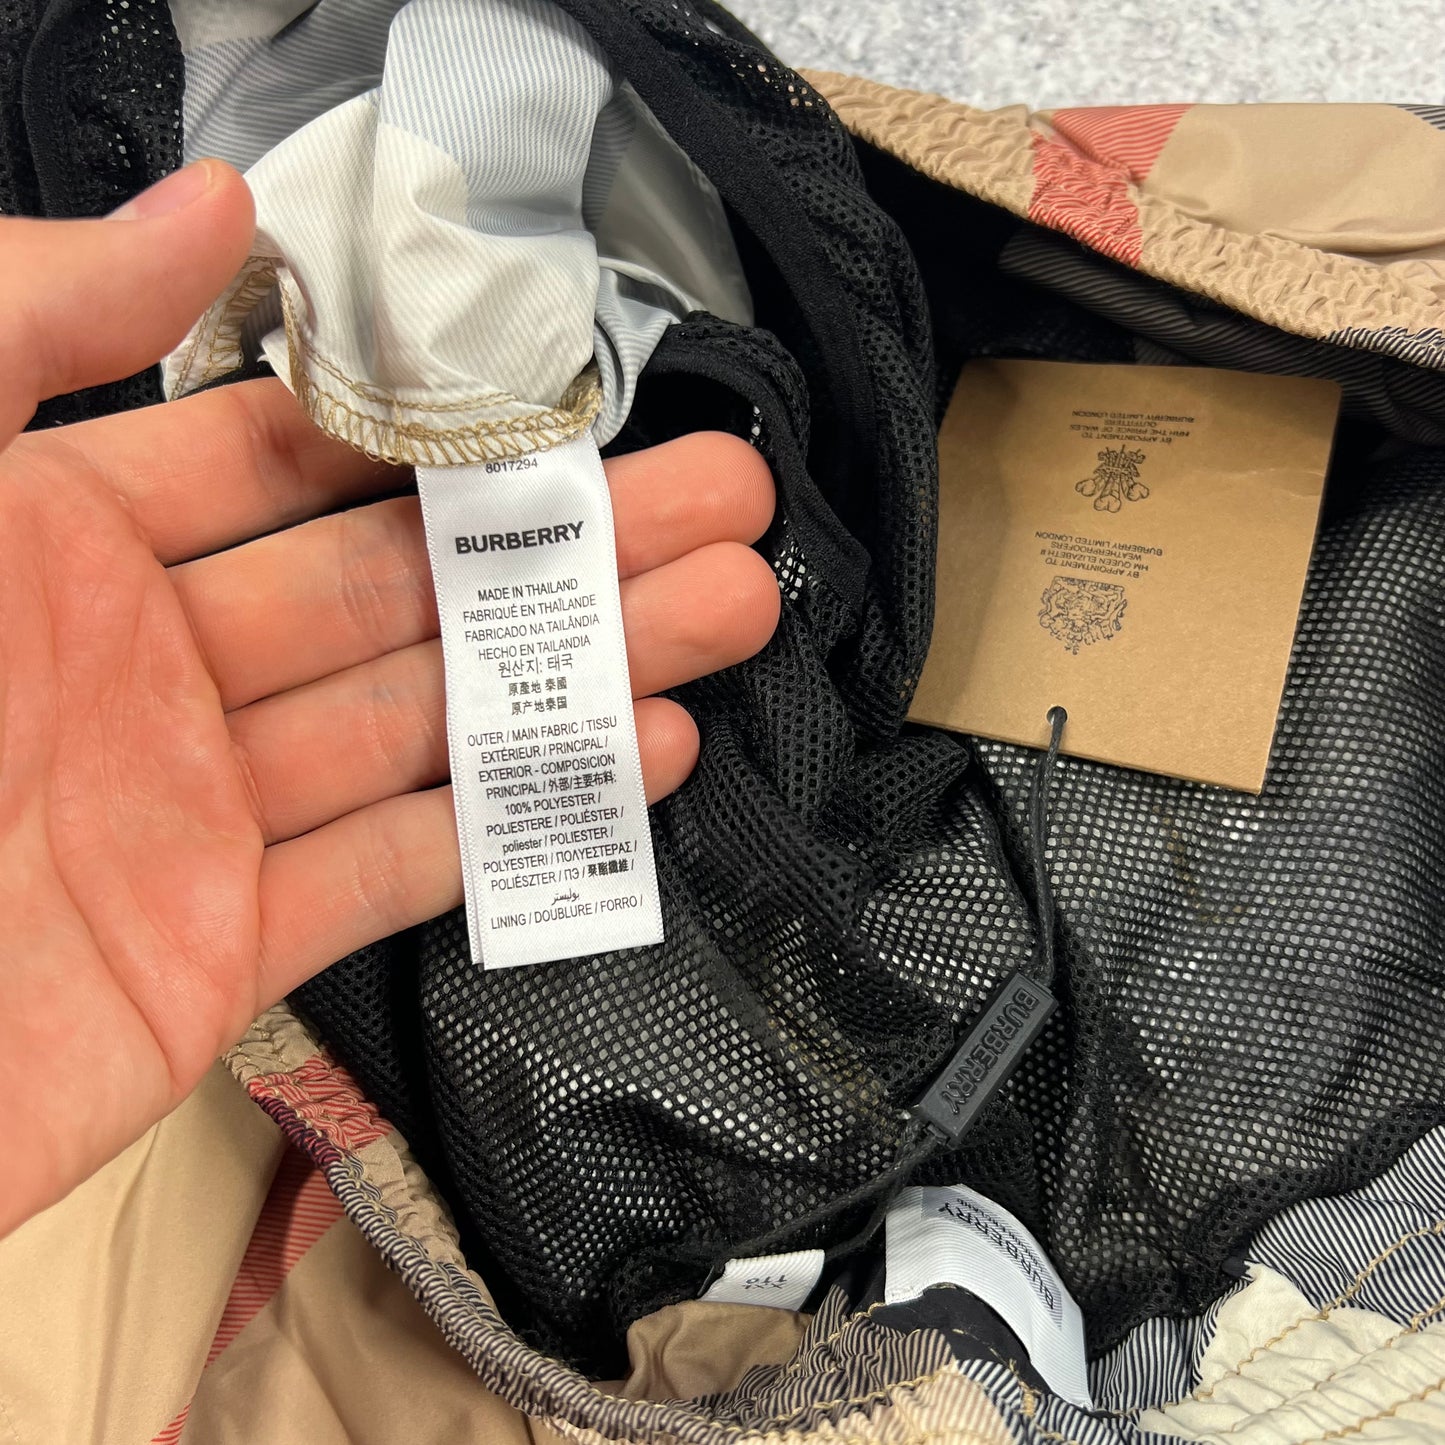 8017294
BURBERRY
MADE IN THAILAND
FABRIQUÉ EN THAÏLANDE
FABRICADO NA TAILÂNDIA
HECHO EN TAILANDIA
원산지: 태국
原產地 泰國
原产地泰国
OUTER / MAIN FABRIC / TISSU
EXTÉRIEUR / PRINCIPAL /
EXTERIOR - COMPOSICION
PRINCIPAL / 外部/主要布料:
100% POLYESTER /
POLIESTERE / POLIÉSTER /
poliester / POLIESTER /
POLYESTERI / ΠΟΛΥΕΣΤΕΡΑΣ /
POLIÉSZTER / ПЭ / 聚酯纖維 /
بوليستر
LINING / DOUBLURE / FORRO /
BY APPOINTMENT TO
HM QUEEN ELIZABETH II
WEATHERPROOFERS
BURBERRY LIMITED LONDON
BY APPOINTMENT TO
HRH THE PRINCE OF WALES
OUTFITTERS
BURBERRY LIMITED LONDON
BURBERRY
BURBERRY
XXL
110